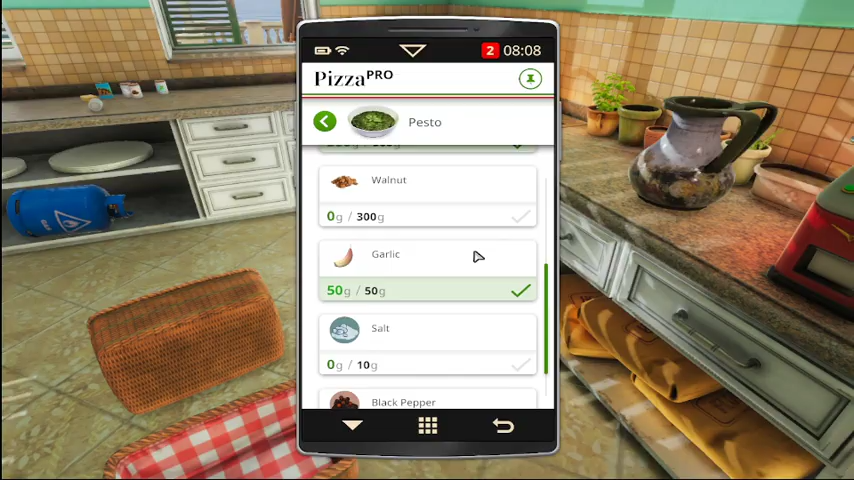 2 08:08
PizzaPRO
Pesto
Walnut
0g / 300g
Garlic
50g / 50g
Salt
0g / 10g
Black Pepper